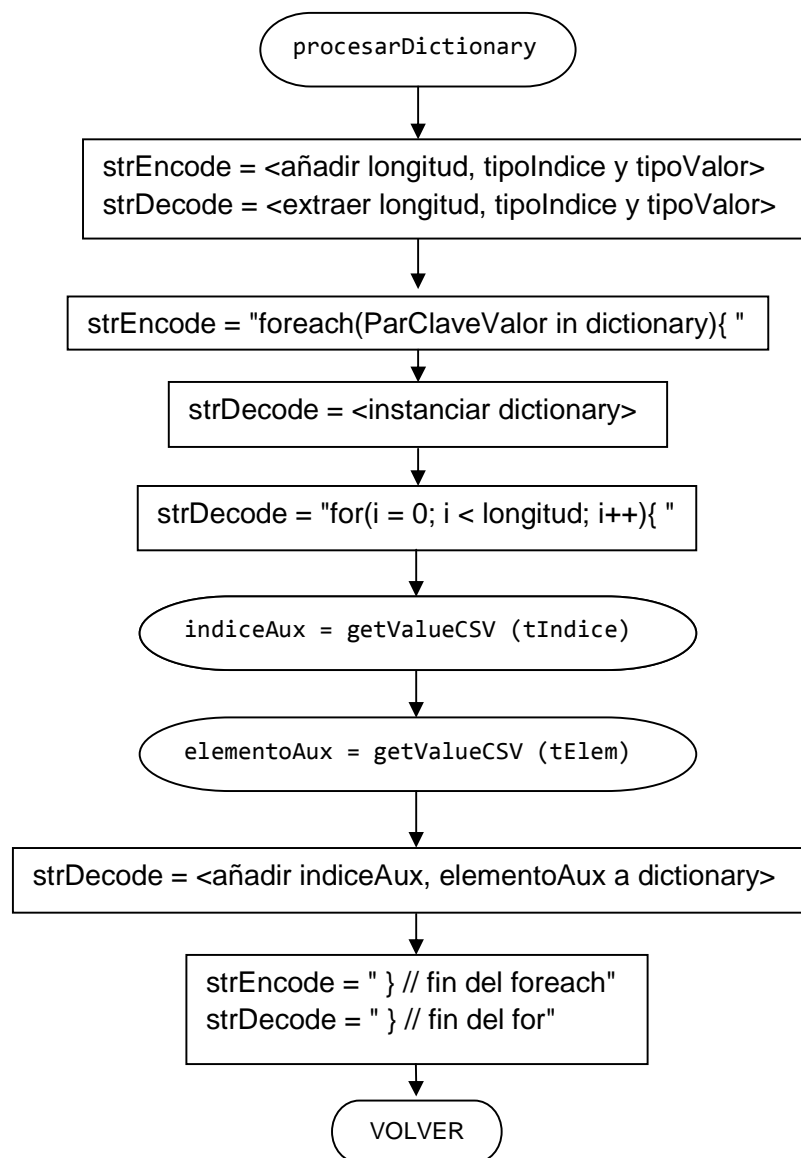 procesarDictionary
strEncode = <añadir longitud, tipoIndice y tipoValor>
strDecode = <extraer longitud, tipoIndice y tipoValor>
strEncode = "foreach(ParClaveValor in dictionary){ "
strDecode = <instanciar dictionary>
strDecode = "for(i = 0; i < longitud; i++){ "
indiceAux = getValueCSV (tIndice)
elementoAux = getValueCSV (tElem)
strDecode = <añadir indiceAux, elementoAux a dictionary>
strEncode = " } // fin del foreach"
strDecode = " } // fin del for"
VOLVER